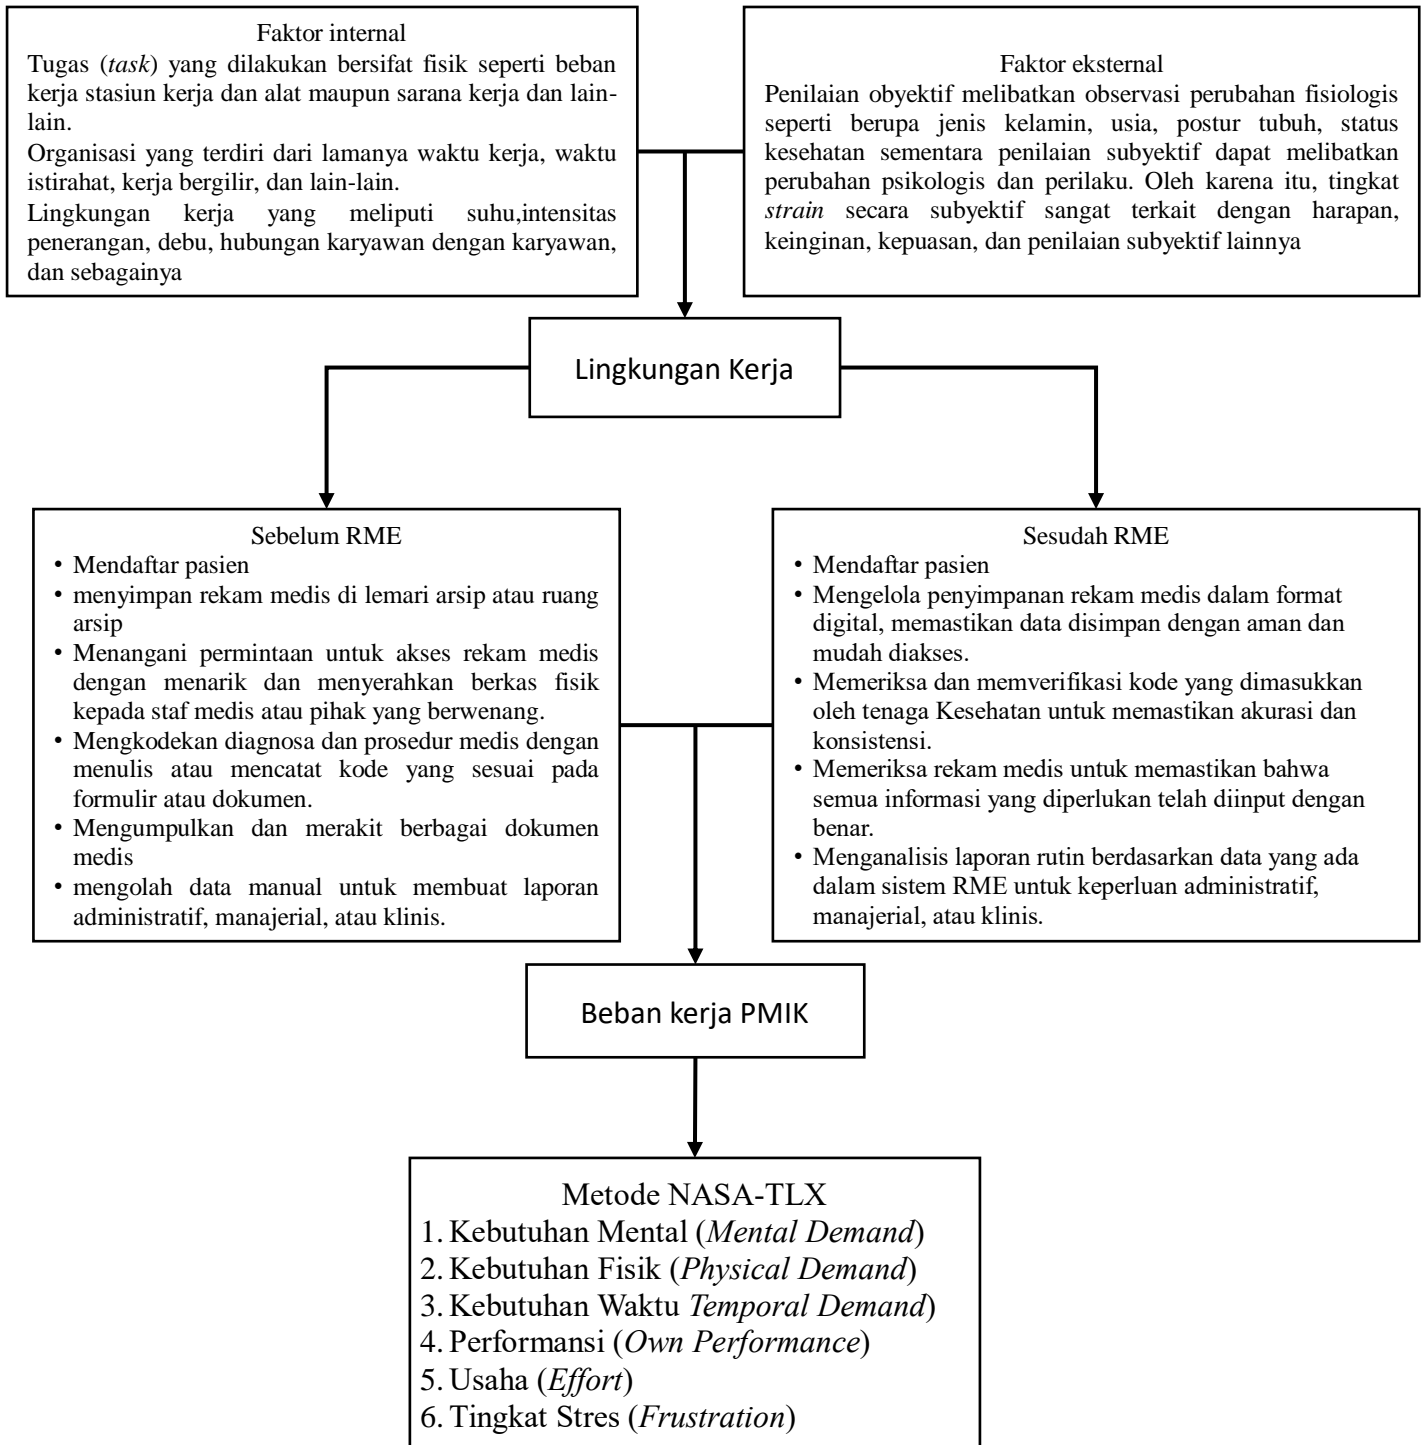 Faktor internal
Tugas (task) yang dilakukan bersifat fisik seperti beban
kerja stasiun kerja dan alat maupun sarana kerja dan lain-
lain.
Organisasi yang terdiri dari lamanya waktu kerja, waktu
istirahat, kerja bergilir, dan lain-lain.
Lingkungan kerja yang meliputi suhu,intensitas
penerangan, debu, hubungan karyawan dengan karyawan,
dan sebagainya
Faktor eksternal
Penilaian obyektif melibatkan observasi perubahan fisiologis
seperti berupa jenis kelamin, usia, postur tubuh, status
kesehatan sementara penilaian subyektif dapat melibatkan
perubahan psikologis dan perilaku. Oleh karena itu, tingkat
strain secara subyektif sangat terkait dengan harapan,
keinginan, kepuasan, dan penilaian subyektif lainnya
Lingkungan Kerja
Sebelum RME
• Mendaftar pasien
• menyimpan rekam medis di lemari arsip atau ruang
arsip
• Menangani permintaan untuk akses rekam medis
dengan menarik dan menyerahkan berkas fisik
kepada staf medis atau pihak yang berwenang.
• Mengkodekan diagnosa dan prosedur medis dengan
menulis atau mencatat kode yang sesuai pada
formulir atau dokumen.
• Mengumpulkan dan merakit berbagai dokumen
medis
• mengolah data manual untuk membuat laporan
administratif, manajerial, atau klinis.
Sesudah RME
• Mendaftar pasien
• Mengelola penyimpanan rekam medis dalam format
digital, memastikan data disimpan dengan aman dan
mudah diakses.
• Memeriksa dan memverifikasi kode yang dimasukkan
oleh tenaga Kesehatan untuk memastikan akurasi dan
konsistensi.
• Memeriksa rekam medis untuk memastikan bahwa
semua informasi yang diperlukan telah diinput dengan
benar.
• Menganalisis laporan rutin berdasarkan data yang ada
dalam sistem RME untuk keperluan administratif,
manajerial, atau klinis.
Beban kerja PMIK
Metode NASA-TLX
1. Kebutuhan Mental (Mental Demand)
2. Kebutuhan Fisik (Physical Demand)
3. Kebutuhan Waktu Temporal Demand)
4. Performansi (Own Performance)
5. Usaha (Effort)
6. Tingkat Stres (Frustration)